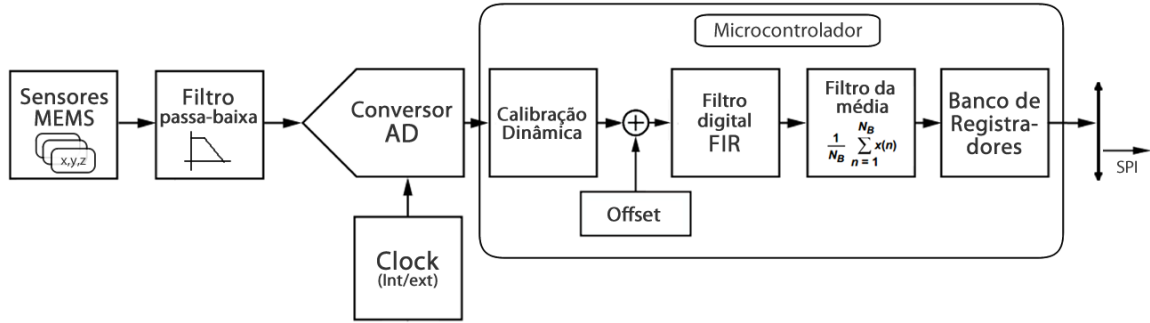 Microcontrolador
Sensores
MEMS
x,y,z
Filtro
passa-baixa
Conversor
AD
Clock
(Int/ext)
Calibração
Dinâmica
Offset
Filtro
digital
FIR
Filtro da
média
1/N_B N_B Σ n = 1 x(n)
Banco de
Registra-
dores
SPI